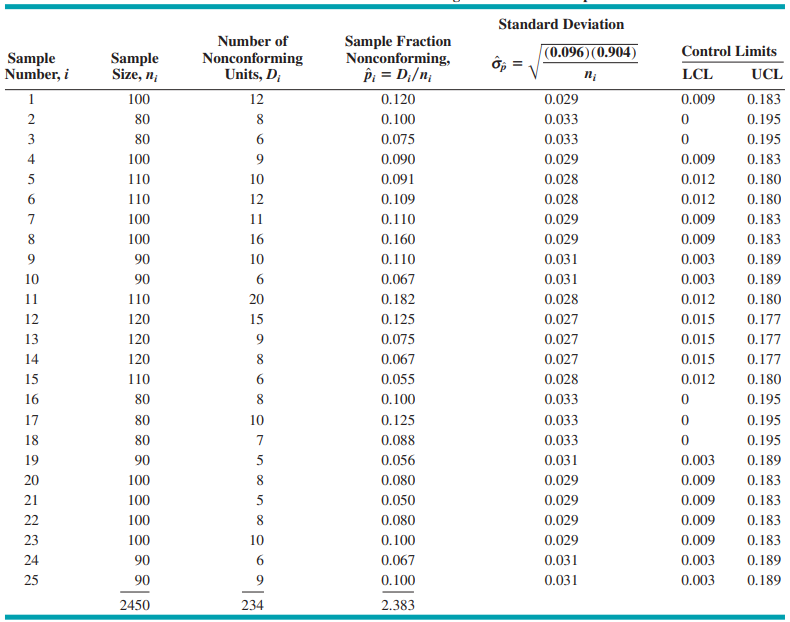 Standard Deviation
Number of Sample Fraction
Sample Sample Nonconforming Nonconforming, σ̂p̂ = √((0.096)(0.904)/nᵢ) Control Limits
Number, i Size, nᵢ Units, Dᵢ p̂ᵢ = Dᵢ/nᵢ LCL UCL
1 100 12 0.120 0.029 0.009 0.183
2 80 8 0.100 0.033 0 0.195
3 80 6 0.075 0.033 0 0.195
4 100 9 0.090 0.029 0.009 0.183
5 110 10 0.091 0.028 0.012 0.180
6 110 12 0.109 0.028 0.012 0.180
7 100 11 0.110 0.029 0.009 0.183
8 100 16 0.160 0.029 0.009 0.183
9 90 10 0.110 0.031 0.003 0.189
10 90 6 0.067 0.031 0.003 0.189
11 110 20 0.182 0.028 0.012 0.180
12 120 15 0.125 0.027 0.015 0.177
13 120 9 0.075 0.027 0.015 0.177
14 120 8 0.067 0.027 0.015 0.177
15 110 6 0.055 0.028 0.012 0.180
16 80 8 0.100 0.033 0 0.195
17 80 10 0.125 0.033 0 0.195
18 80 7 0.088 0.033 0 0.195
19 90 5 0.056 0.031 0.003 0.189
20 100 8 0.080 0.029 0.009 0.183
21 100 5 0.050 0.029 0.009 0.183
22 100 8 0.080 0.029 0.009 0.183
23 100 10 0.100 0.029 0.009 0.183
24 90 6 0.067 0.031 0.003 0.189
25 90 9 0.100 0.031 0.003 0.189
2450 234 2.383